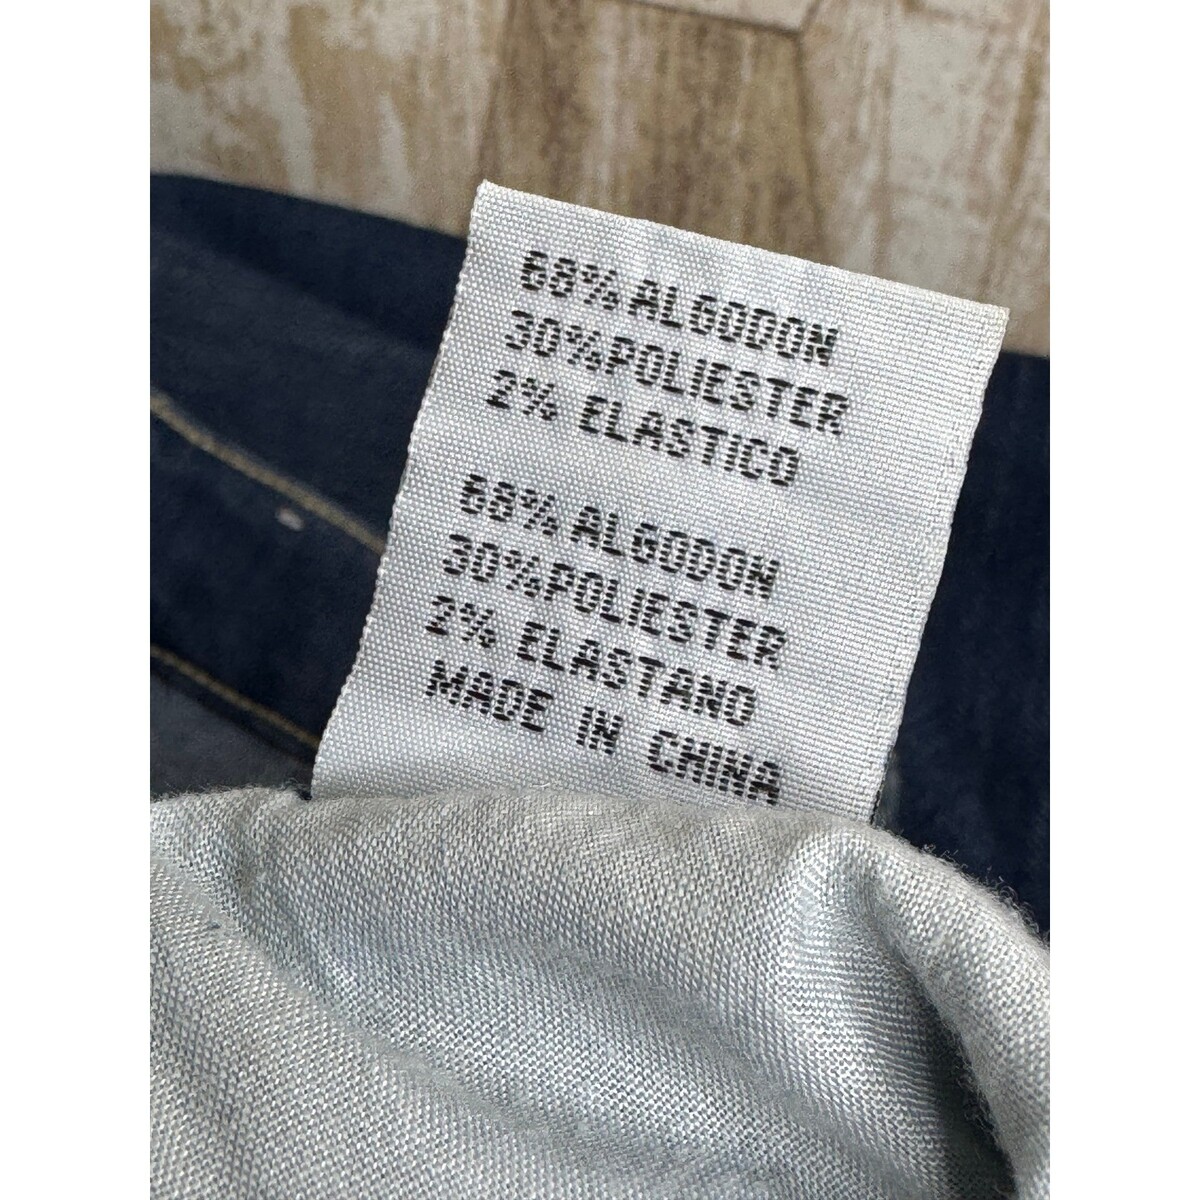 68% ALGODON
30% POLIESTER
2% ELASTICO
68% ALGODON
30% POLIESTER
2% ELASTANO
MADE IN CHINA